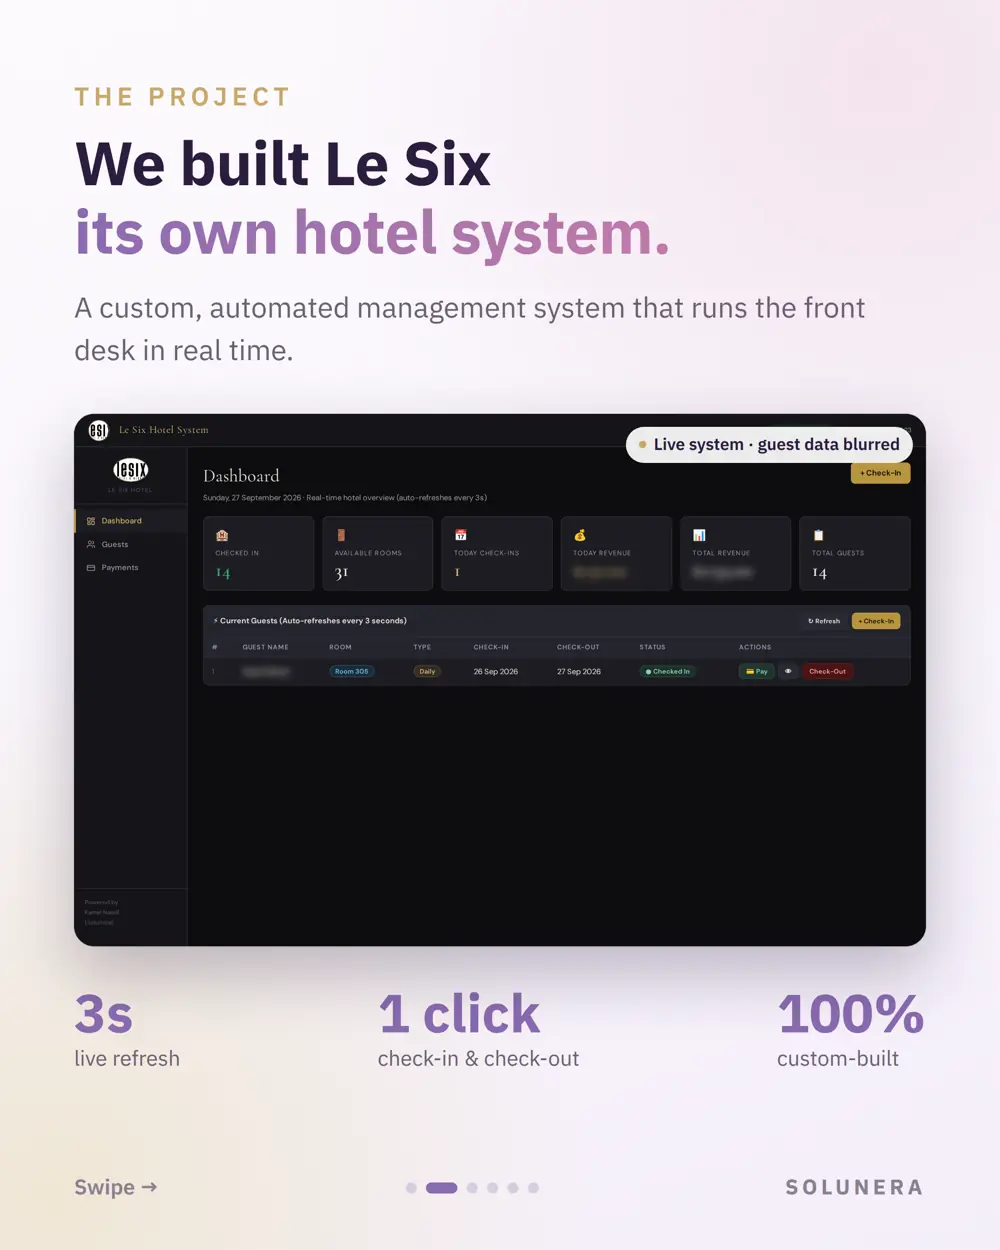 THE PROJECT
We built Le Six
its own hotel system.
A custom, automated management system that runs the front
desk in real time.
esi
Le Six Hotel System
Live system · guest data blurred
+ Check-In
lesix
LE SIX HOTEL
Dashboard
Guests
Payments
Dashboard
Sunday, 27 September 2026 · Real-time hotel overview (auto-refreshes every 3s)
CHECKED IN
14
AVAILABLE ROOMS
31
TODAY CHECK-INS
1
TODAY REVENUE
TOTAL REVENUE
TOTAL GUESTS
14
⚡ Current Guests (Auto-refreshes every 3 seconds)
↻ Refresh
+ Check-In
# GUEST NAME ROOM TYPE CHECK-IN CHECK-OUT STATUS ACTIONS
1 Room 305 Daily 26 Sep 2026 27 Sep 2026 Checked In Pay Check-Out
Powered by
3s
live refresh
1 click
check-in & check-out
100%
custom-built
Swipe →
SOLUNERA